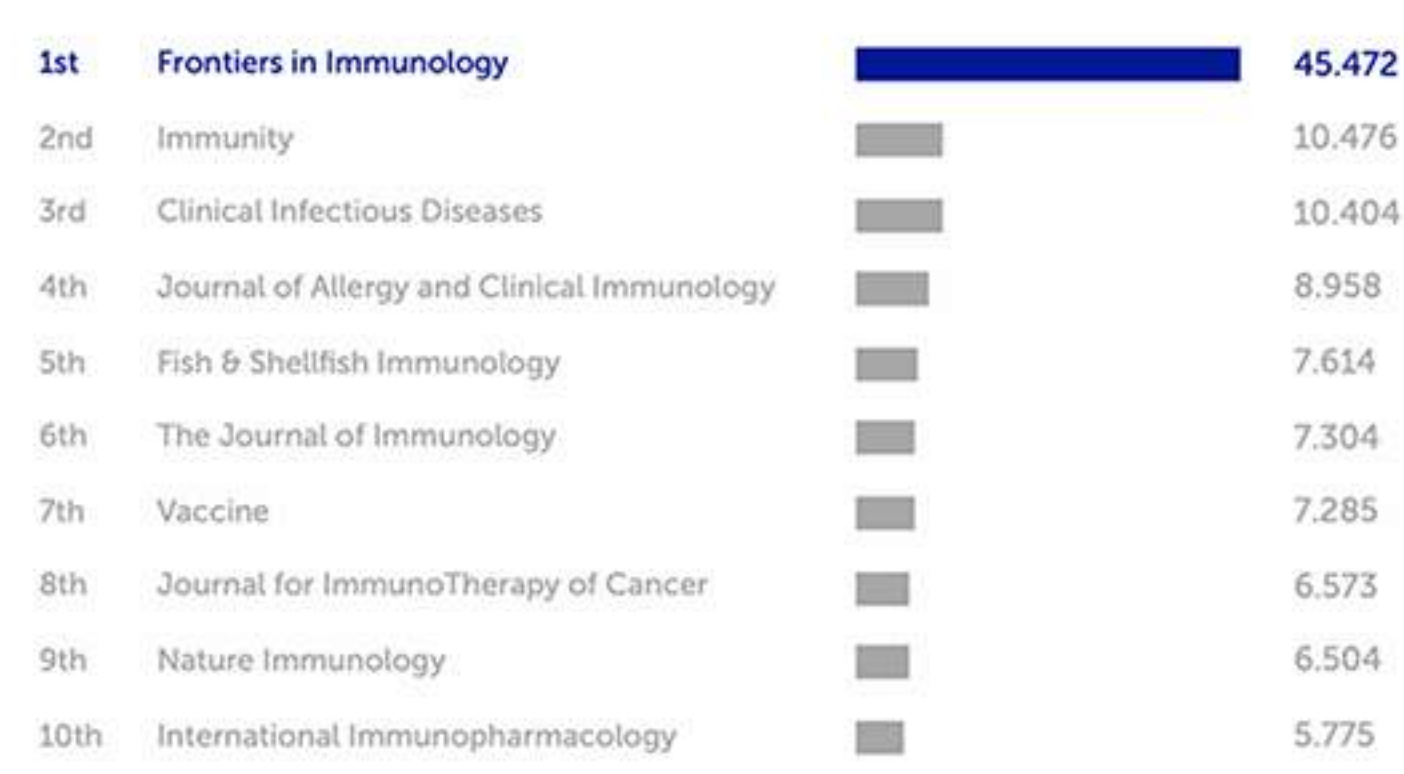 1st Frontiers in Immunology 45.472
2nd Immunity 10.476
3rd Clinical Infectious Diseases 10.404
4th Journal of Allergy and Clinical Immunology 8.958
5th Fish & Shellfish Immunology 7.614
6th The Journal of Immunology 7.304
7th Vaccine 7.285
8th Journal for ImmunoTherapy of Cancer 6.573
9th Nature Immunology 6.504
10th International Immunopharmacology 5.775